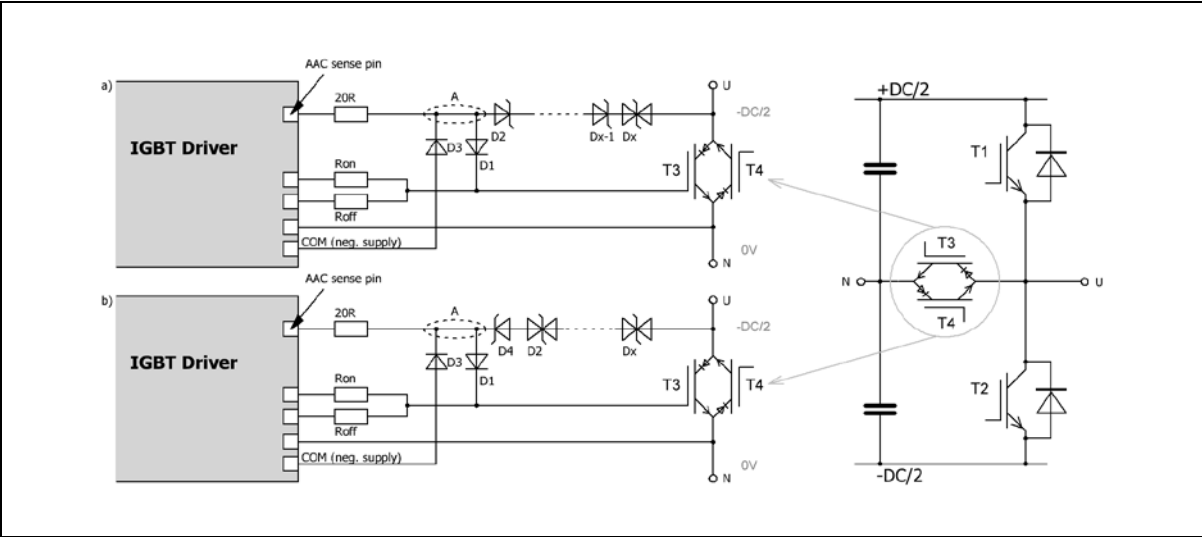 a)
AAC sense pin
20R
A
D2
Dx-1
Dx
U
-DC/2
IGBT Driver
D3
D1
Ron
Roff
COM (neg. supply)
T3
T4
0V
N
b)
AAC sense pin
20R
A
D4
D2
Dx
U
-DC/2
IGBT Driver
D3
D1
Ron
Roff
COM (neg. supply)
T3
T4
0V
N
+DC/2
T1
T3
N
U
T4
T2
-DC/2